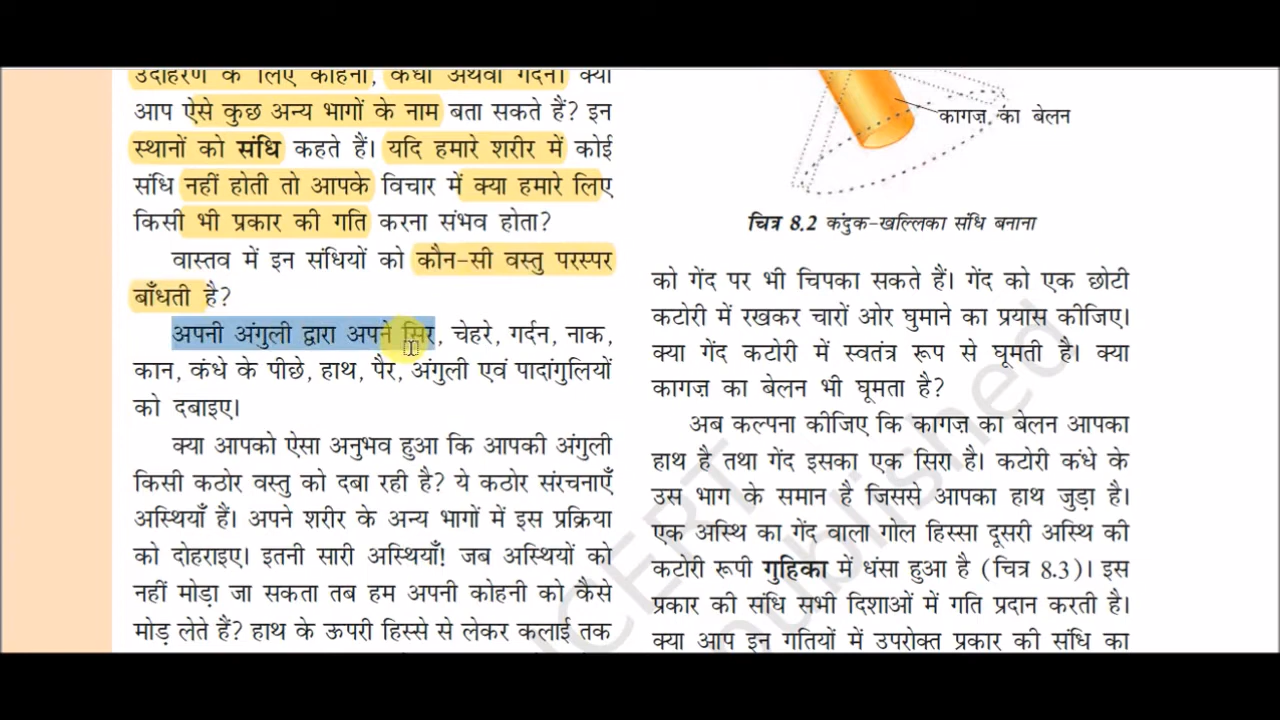 उदाहरण के लिए कोहनी, कंधा अथवा गर्दन। क्या
आप ऐसे कुछ अन्य भागों के नाम बता सकते हैं? इन
स्थानों को संधि कहते हैं। यदि हमारे शरीर में कोई
संधि नहीं होती तो आपके विचार में क्या हमारे लिए
किसी भी प्रकार की गति करना संभव होता?
वास्तव में इन संधियों को कौन-सी वस्तु परस्पर
बाँधती है?
अपनी अंगुली द्वारा अपने सिर, चेहरे, गर्दन, नाक,
कान, कंधे के पीछे, हाथ, पैर, अंगुली एवं पादांगुलियों
को दबाइए।
क्या आपको ऐसा अनुभव हुआ कि आपकी अंगुली
किसी कठोर वस्तु को दबा रही है? ये कठोर संरचनाएँ
अस्थियाँ हैं। अपने शरीर के अन्य भागों में इस प्रक्रिया
को दोहराइए। इतनी सारी अस्थियाँ! जब अस्थियों को
नहीं मोड़ा जा सकता तब हम अपनी कोहनी को कैसे
मोड़ लेते हैं? हाथ के ऊपरी हिस्से से लेकर कलाई तक
कागज़ का बेलन
चित्र 8.2 कंदुक-खल्लिका संधि बनाना
को गेंद पर भी चिपका सकते हैं। गेंद को एक छोटी
कटोरी में रखकर चारों ओर घुमाने का प्रयास कीजिए।
क्या गेंद कटोरी में स्वतंत्र रूप से घूमती है। क्या
कागज़ का बेलन भी घूमता है?
अब कल्पना कीजिए कि कागज़ का बेलन आपका
हाथ है तथा गेंद इसका एक सिरा है। कटोरी कंधे के
उस भाग के समान है जिससे आपका हाथ जुड़ा है।
एक अस्थि का गेंद वाला गोल हिस्सा दूसरी अस्थि की
कटोरी रूपी गुहिका में धंसा हुआ है (चित्र 8.3)। इस
प्रकार की संधि सभी दिशाओं में गति प्रदान करती है।
क्या आप इन गतियों में उपरोक्त प्रकार की संधि का